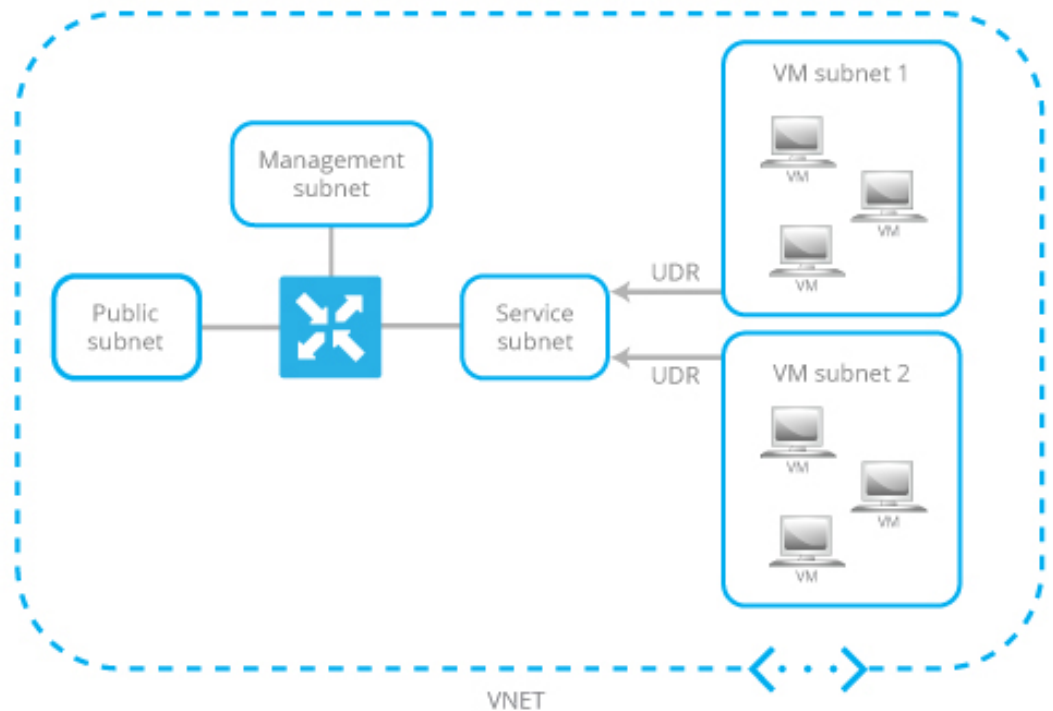 VM subnet 1
VM
VM
VM
Management
subnet
Public
subnet
Service
subnet
UDR
UDR
VM subnet 2
VM
VM
VM
VNET